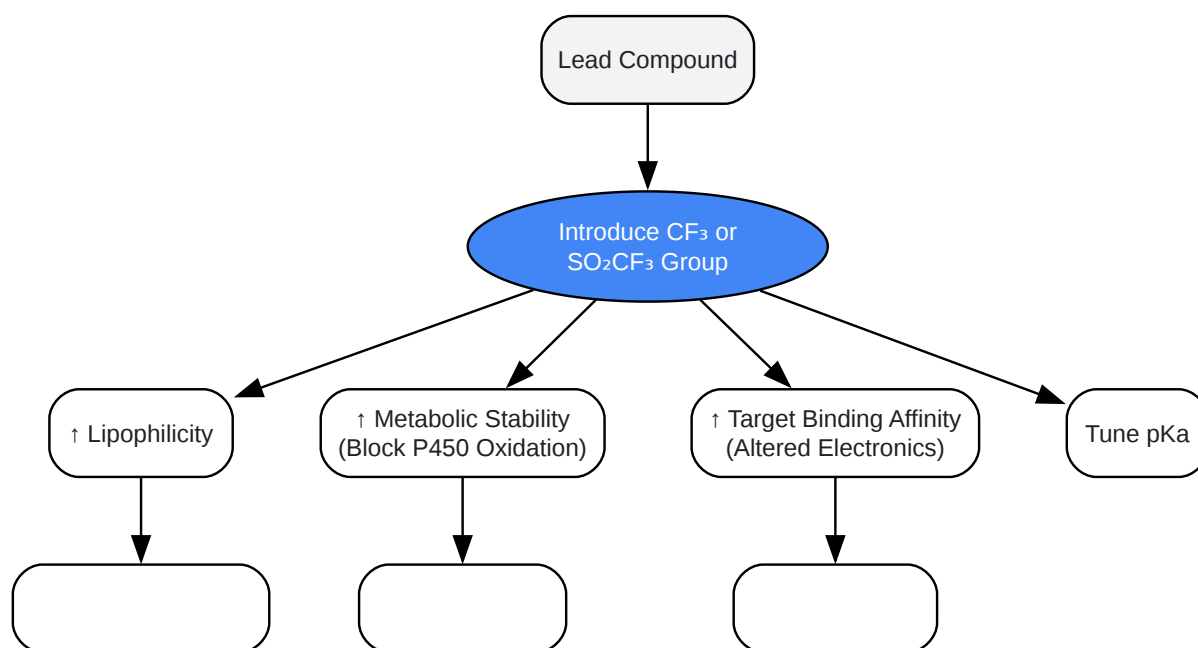 Lead Compound
Introduce CF₃ or
SO₂CF₃ Group
↑ Lipophilicity
↑ Metabolic Stability
(Block P450 Oxidation)
↑ Target Binding Affinity
(Altered Electronics)
Tune pKa